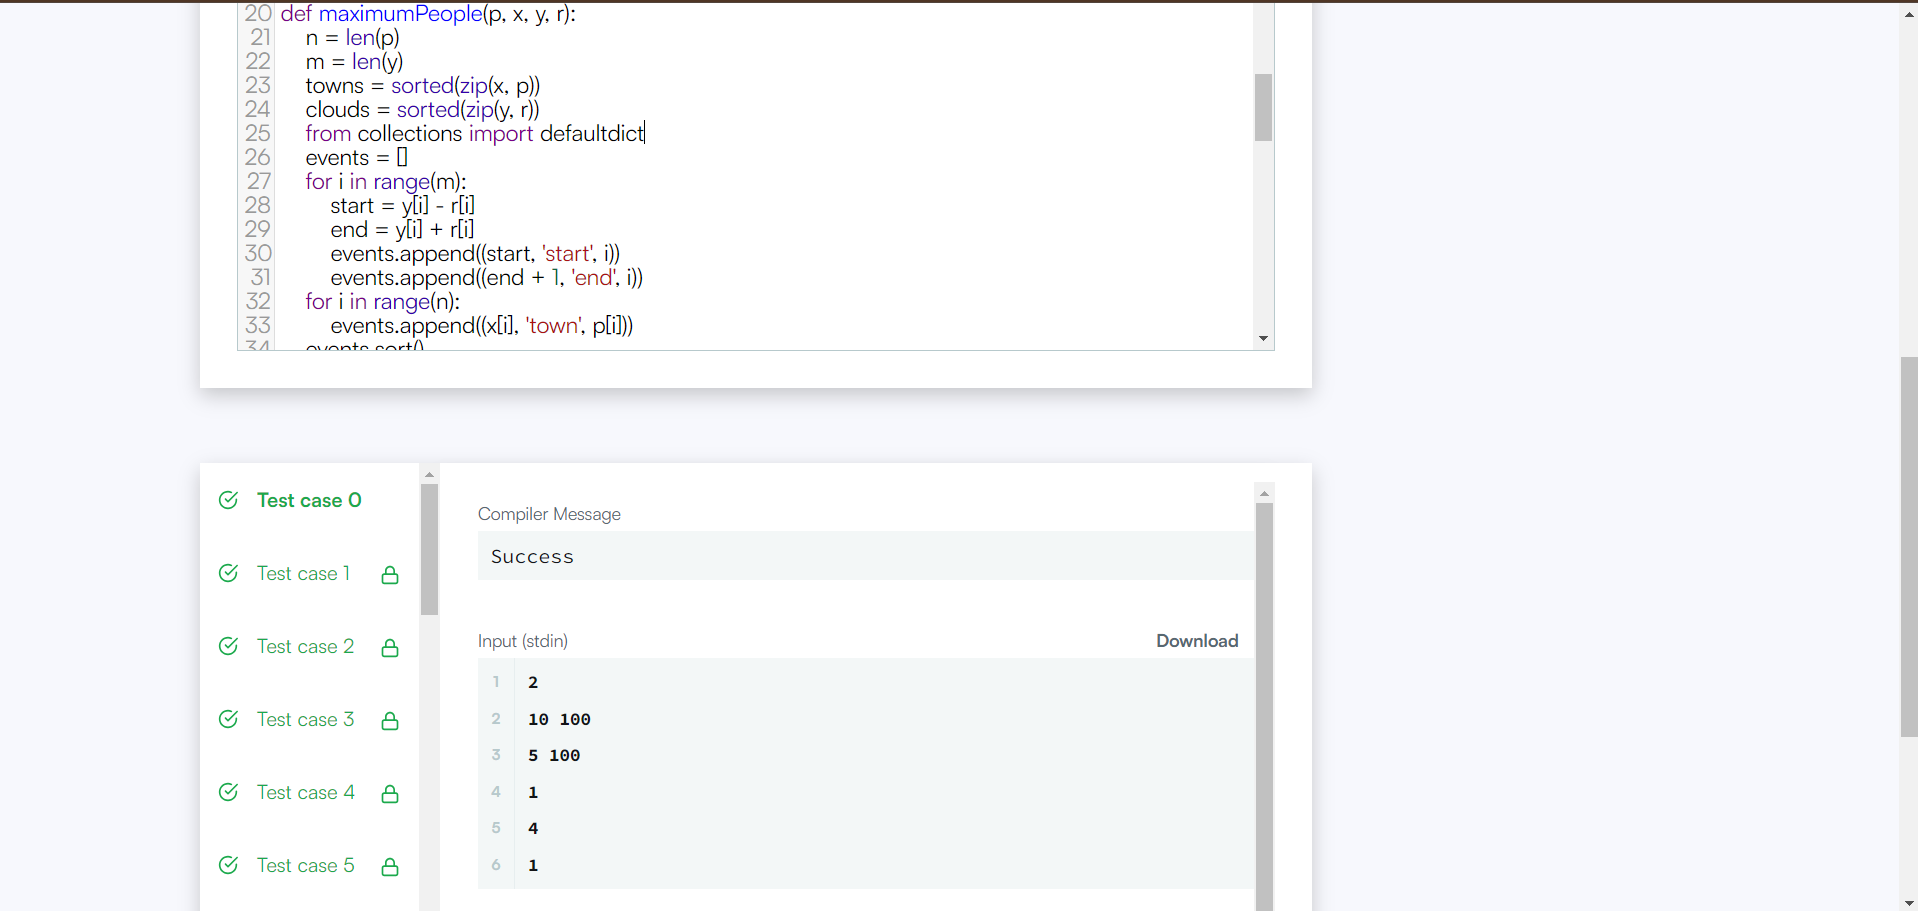 20 def maximumPeople(p, x, y, r):
21 n = len(p)
22 m = len(y)
23 towns = sorted(zip(x, p))
24 clouds = sorted(zip(y, r))
25 from collections import defaultdict
26 events = []
27 for i in range(m):
28 start = y[i] - r[i]
29 end = y[i] + r[i]
30 events.append((start, 'start', i))
31 events.append((end + 1, 'end', i))
32 for i in range(n):
33 events.append((x[i], 'town', p[i]))
34 events.sort()
Test case 0
Test case 1
Test case 2
Test case 3
Test case 4
Test case 5
Compiler Message
Success
Input (stdin) Download
1 2
2 10 100
3 5 100
4 1
5 4
6 1